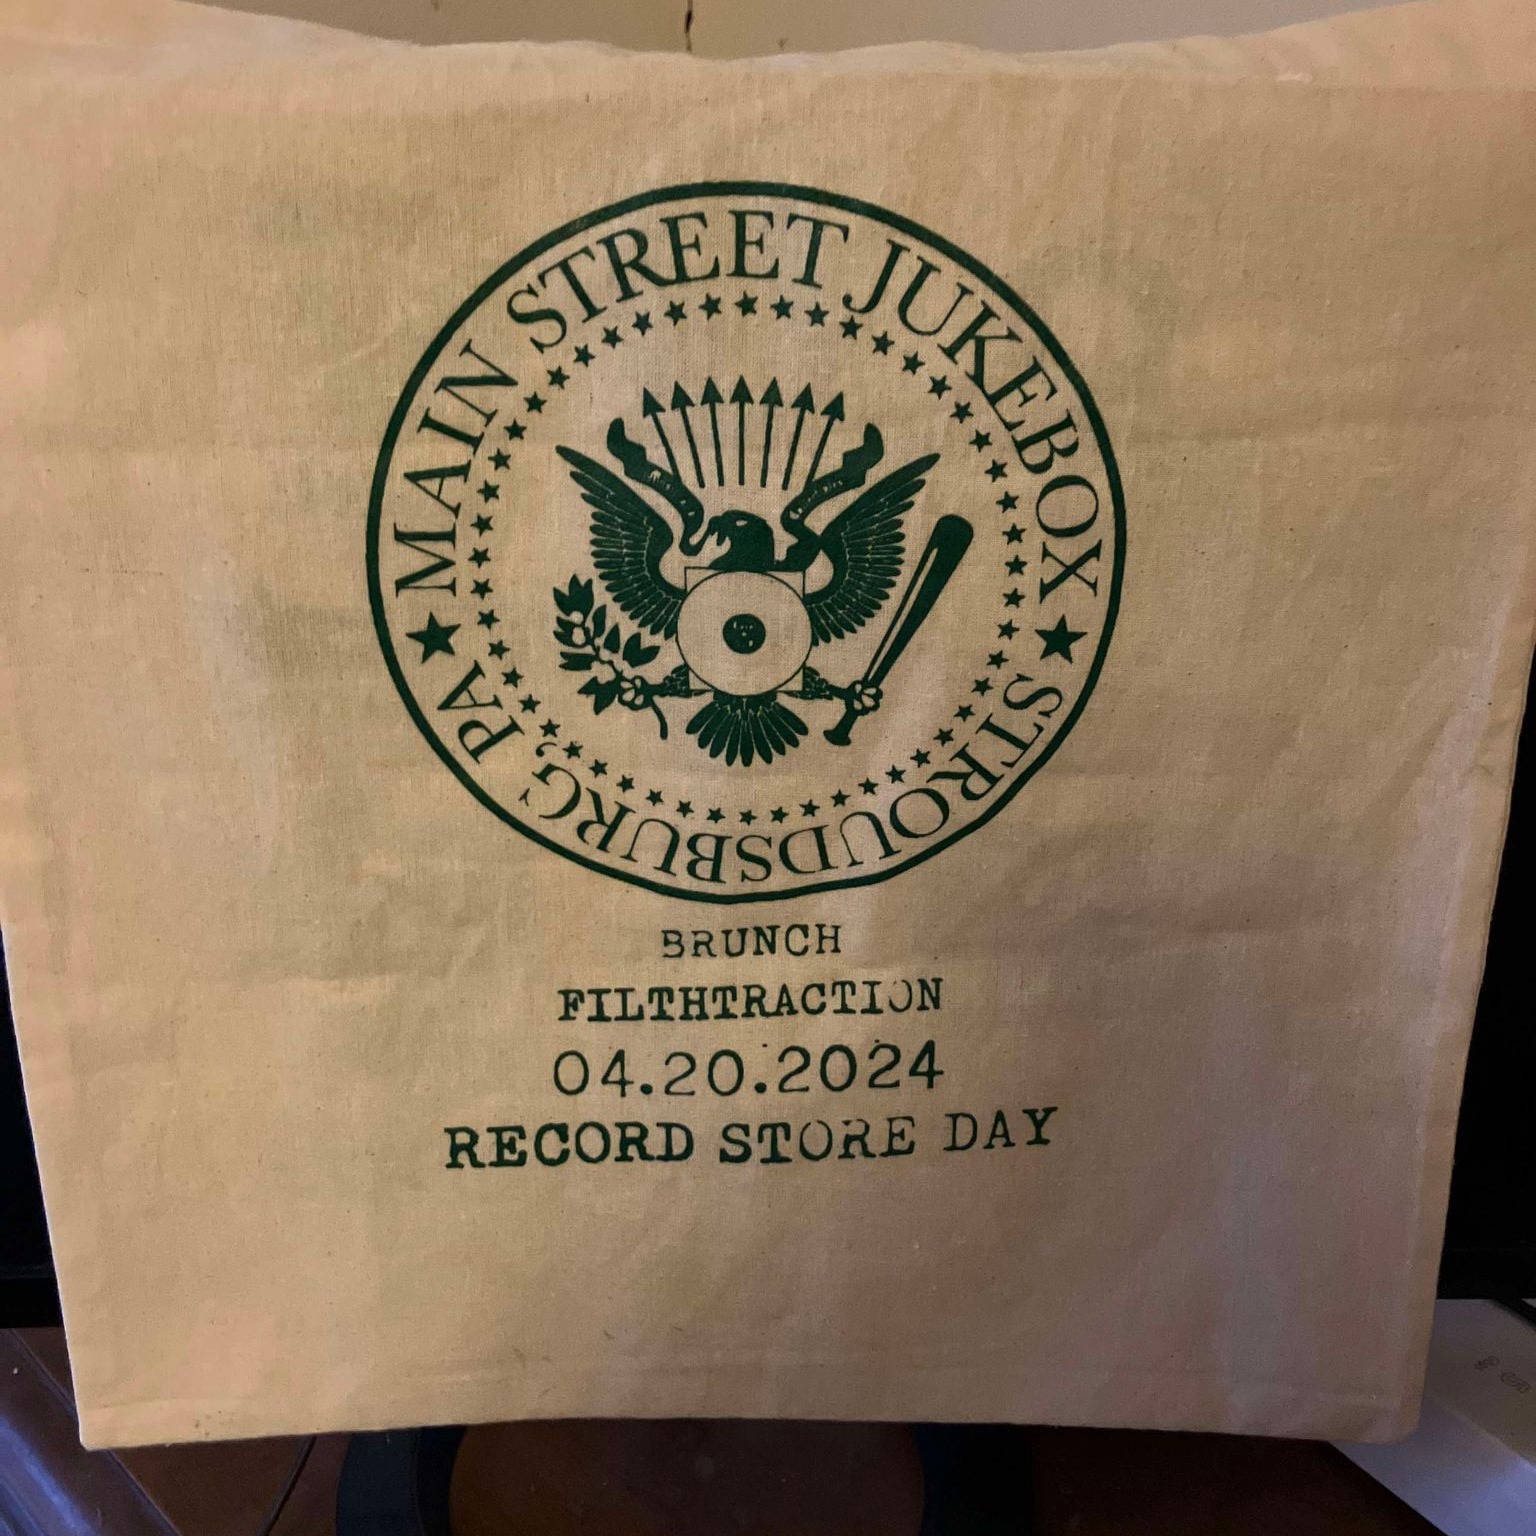 MAIN STREET JUKEBOX
STROUDSBURG, PA
BRUNCH
FILTHTRACTION
04.20.2024
RECORD STORE DAY